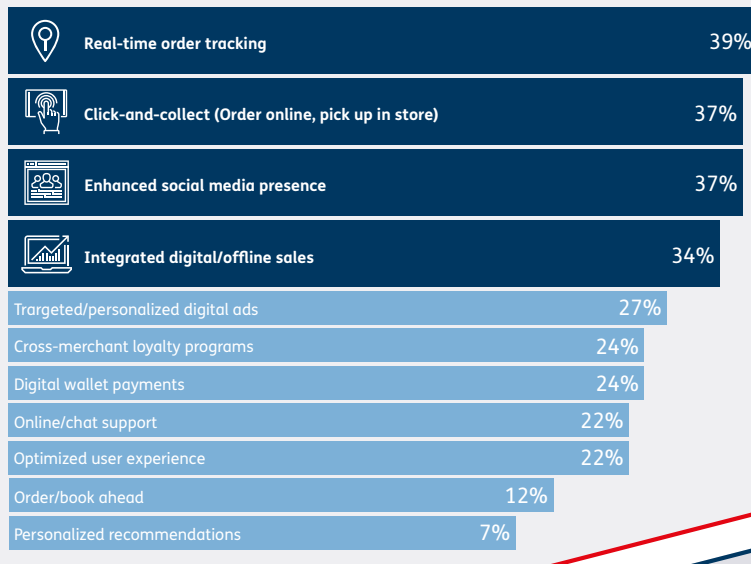 Real-time order tracking 39%
Click-and-collect (Order online, pick up in store) 37%
Enhanced social media presence 37%
Integrated digital/offline sales 34%
Trargeted/personalized digital ads 27%
Cross-merchant loyalty programs 24%
Digital wallet payments 24%
Online/chat support 22%
Optimized user experience 22%
Order/book ahead 12%
Personalized recommendations 7%